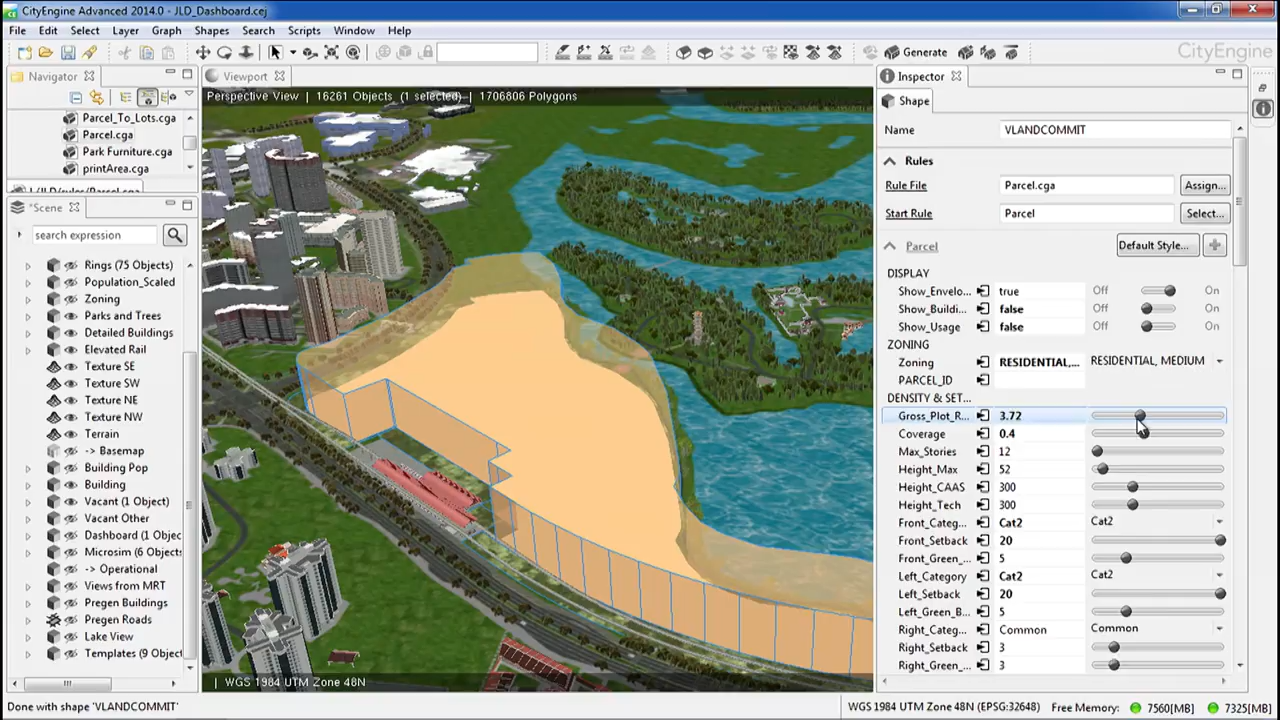 CityEngine Advanced 2014.0 - JLD_Dashboard.cej
File Edit Select Layer Graph Shapes Search Scripts Window Help
Generate
CityEngine
Navigator
Parcel_To_Lots.cga
Parcel.cga
Park Furniture.cga
printArea.cga
*Scene
search expression
Rings (75 Objects)
Population_Scaled
Zoning
Parks and Trees
Detailed Buildings
Elevated Rail
Texture SE
Texture SW
Texture NE
Texture NW
Terrain
-> Basemap
Building Pop
Building
Vacant (1 Object)
Vacant Other
Dashboard (1 Objec
Microsim (6 Objects
-> Operational
Views from MRT
Pregen Buildings
Pregen Roads
Lake View
Templates (9 Objec
Viewport
Perspective View | 16261 Objects (1 selected) | 1706806 Polygons
| WGS 1984 UTM Zone 48N
Inspector
Shape
Name VLANDCOMMIT
Rules
Rule File Parcel.cga Assign...
Start Rule Parcel Select...
Parcel Default Style...
DISPLAY
Show_Envelo... true Off On
Show_Buildi... false Off On
Show_Usage false Off On
ZONING
Zoning RESIDENTIAL,... RESIDENTIAL, MEDIUM
PARCEL_ID
DENSITY & SET...
Gross_Plot_R... 3.72
Coverage 0.4
Max_Stories 12
Height_Max 52
Height_CAAS 300
Height_Tech 300
Front_Categ... Cat2 Cat2
Front_Setback 20
Front_Green_... 5
Left_Category Cat2 Cat2
Left_Setback 20
Left_Green_B... 5
Right_Categ... Common Common
Right_Setback 3
Right_Green_... 3
Done with shape 'VLANDCOMMIT'
WGS 1984 UTM Zone 48N (EPSG:32648) Free Memory: 7560[MB] 7325[MB]